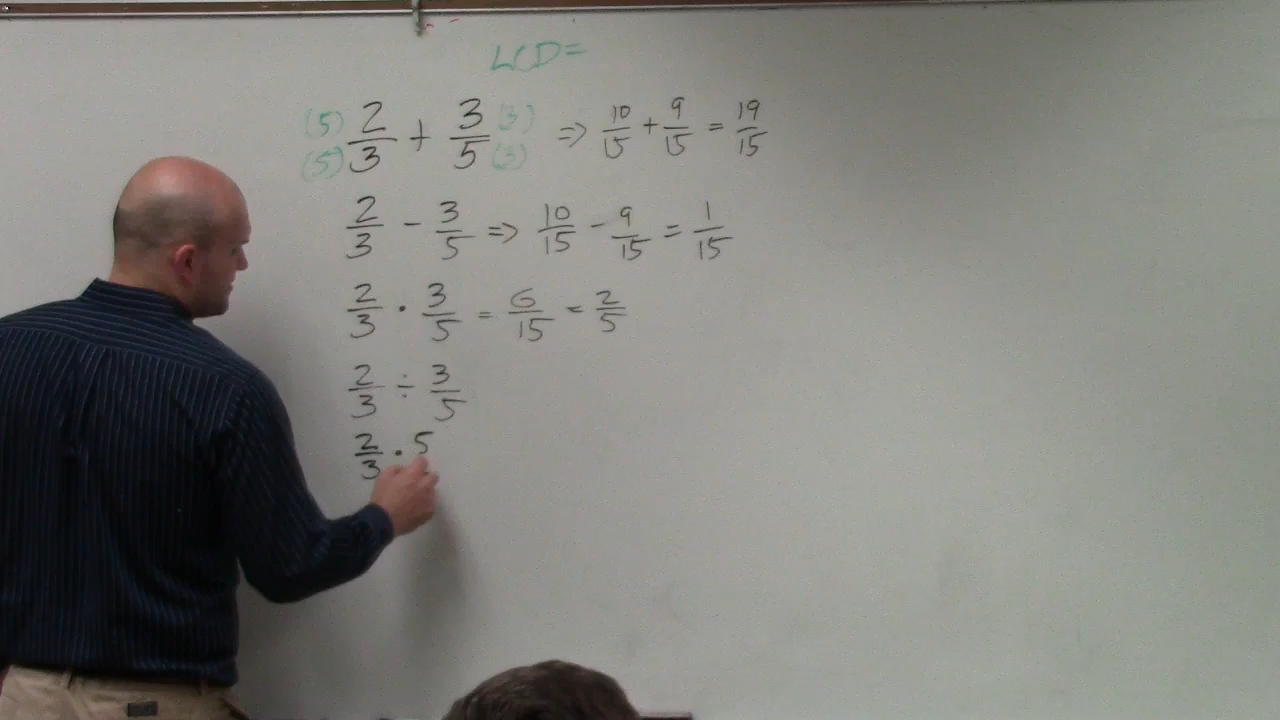 LCD=
(5) 2/3 (5) + 3/5 (3) (3) ⇒ 10/15 + 9/15 = 19/15
2/3 - 3/5 ⇒ 10/15 - 9/15 = 1/15
2/3 · 3/5 = 6/15 = 2/5
2/3 ÷ 3/5
2/3 · 5